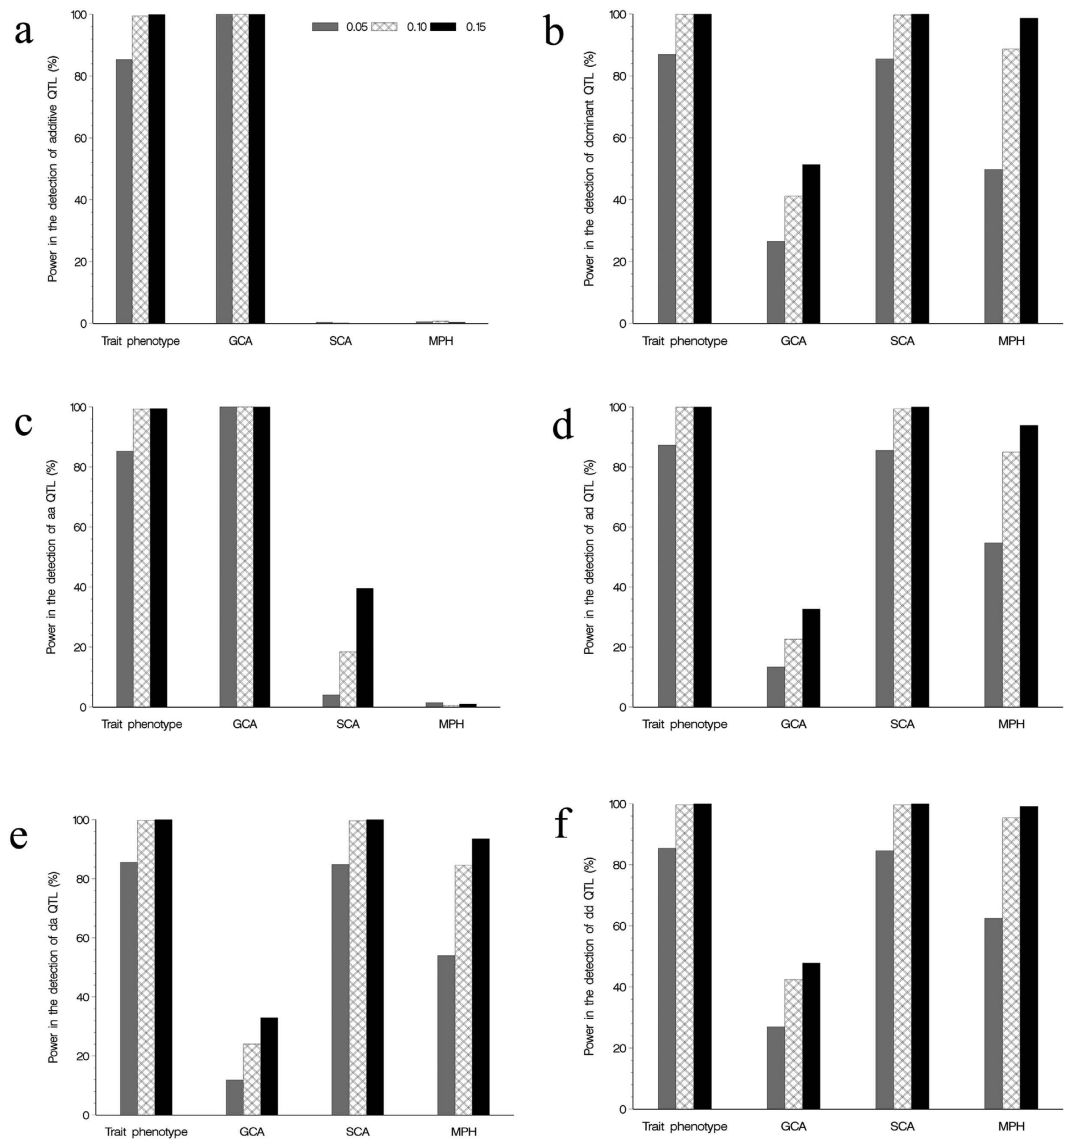 a
0.05 0.10 0.15
Power in the detection of additive QTL (%)
100
80
60
40
20
0
Trait phenotype GCA SCA MPH
b
Power in the detection of dominant QTL (%)
100
80
60
40
20
0
Trait phenotype GCA SCA MPH
c
Power in the detection of aa QTL (%)
100
80
60
40
20
0
Trait phenotype GCA SCA MPH
d
Power in the detection of ad QTL (%)
100
80
60
40
20
0
Trait phenotype GCA SCA MPH
e
Power in the detection of da QTL (%)
100
80
60
40
20
0
Trait phenotype GCA SCA MPH
f
Power in the detection of dd QTL (%)
100
80
60
40
20
0
Trait phenotype GCA SCA MPH